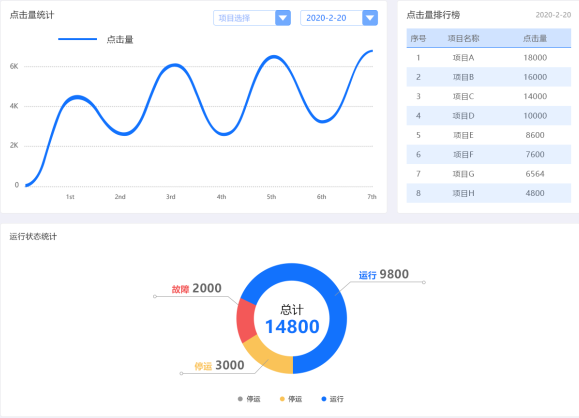 点击量统计
项目选择
2020-2-20
点击量
6K
4K
2K
0
1st 2nd 3rd 4th 5th 6th 7th
点击量排行榜
2020-2-20
序号 项目名称 点击量
1 项目A 18000
2 项目B 16000
3 项目C 14000
4 项目D 10000
5 项目E 8600
6 项目F 7600
7 项目G 6564
8 项目H 4800
运行状态统计
运行 9800
故障 2000
总计
14800
停运 3000
停运 停运 运行